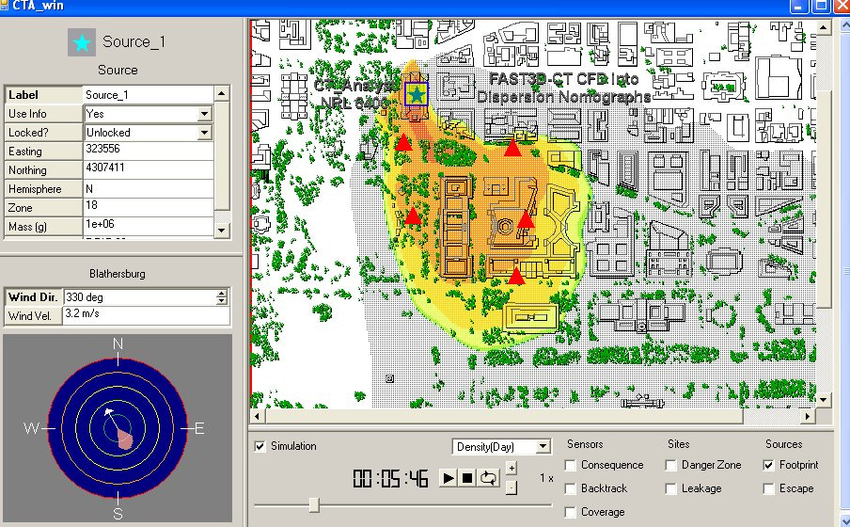 CTA_win
Source_1
Source
Label Source_1
Use Info Yes
Locked? Unlocked
Easting 323556
Northing 4307411
Hemisphere N
Zone 18
Mass (g) 1e+06
Blathersburg
Wind Dir. 330 deg
Wind Vel. 3.2 m/s
N
W E
S
CT-Analyst
NRL 6400
FAST3D-CT CFD Into
Dispersion Nomographs
Simulation
Density(Day)
00:05:46
+
-
1 x
Sensors
Consequence
Backtrack
Coverage
Sites
Danger Zone
Leakage
Sources
Footprint
Escape